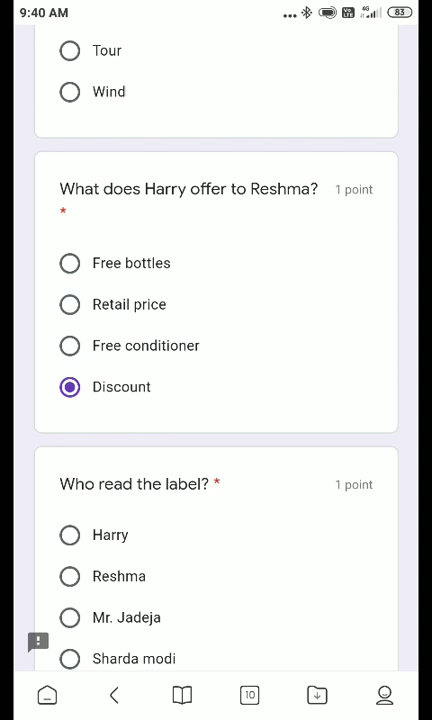 9:40 AM
4G
83
Tour
Wind
What does Harry offer to Reshma? 1 point
*
Free bottles
Retail price
Free conditioner
Discount
Who read the label? * 1 point
Harry
Reshma
Mr. Jadeja
Sharda modi
10